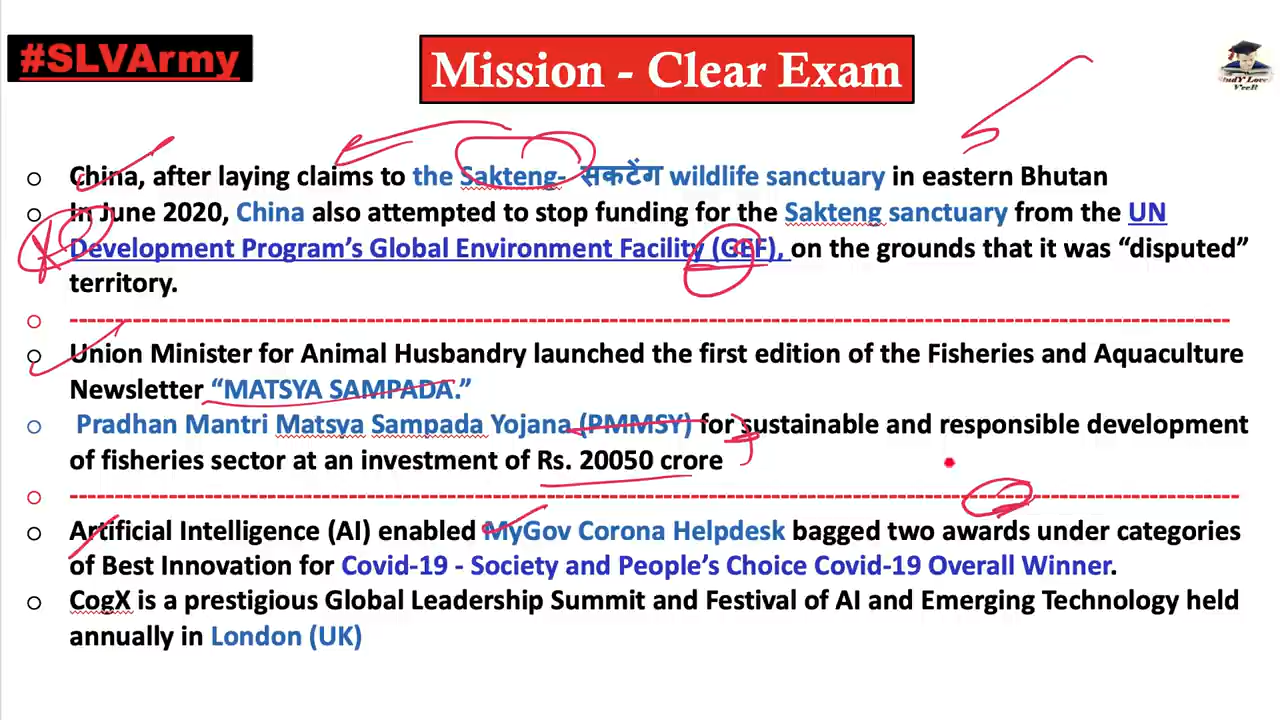 #SLVArmy
Mission - Clear Exam
StudY Lover
VeeR
○ China, after laying claims to the Sakteng- सकटेंग wildlife sanctuary in eastern Bhutan
○ In June 2020, China also attempted to stop funding for the Sakteng sanctuary from the UN
Development Program’s Global Environment Facility (GEF), on the grounds that it was “disputed”
territory.
○ ------------------------------------------------------------
○ Union Minister for Animal Husbandry launched the first edition of the Fisheries and Aquaculture
Newsletter “MATSYA SAMPADA.”
○ Pradhan Mantri Matsya Sampada Yojana (PMMSY) for sustainable and responsible development
of fisheries sector at an investment of Rs. 20050 crore
○ ------------------------------------------------------------
○ Artificial Intelligence (AI) enabled MyGov Corona Helpdesk bagged two awards under categories
of Best Innovation for Covid-19 - Society and People’s Choice Covid-19 Overall Winner.
○ CogX is a prestigious Global Leadership Summit and Festival of AI and Emerging Technology held
annually in London (UK)